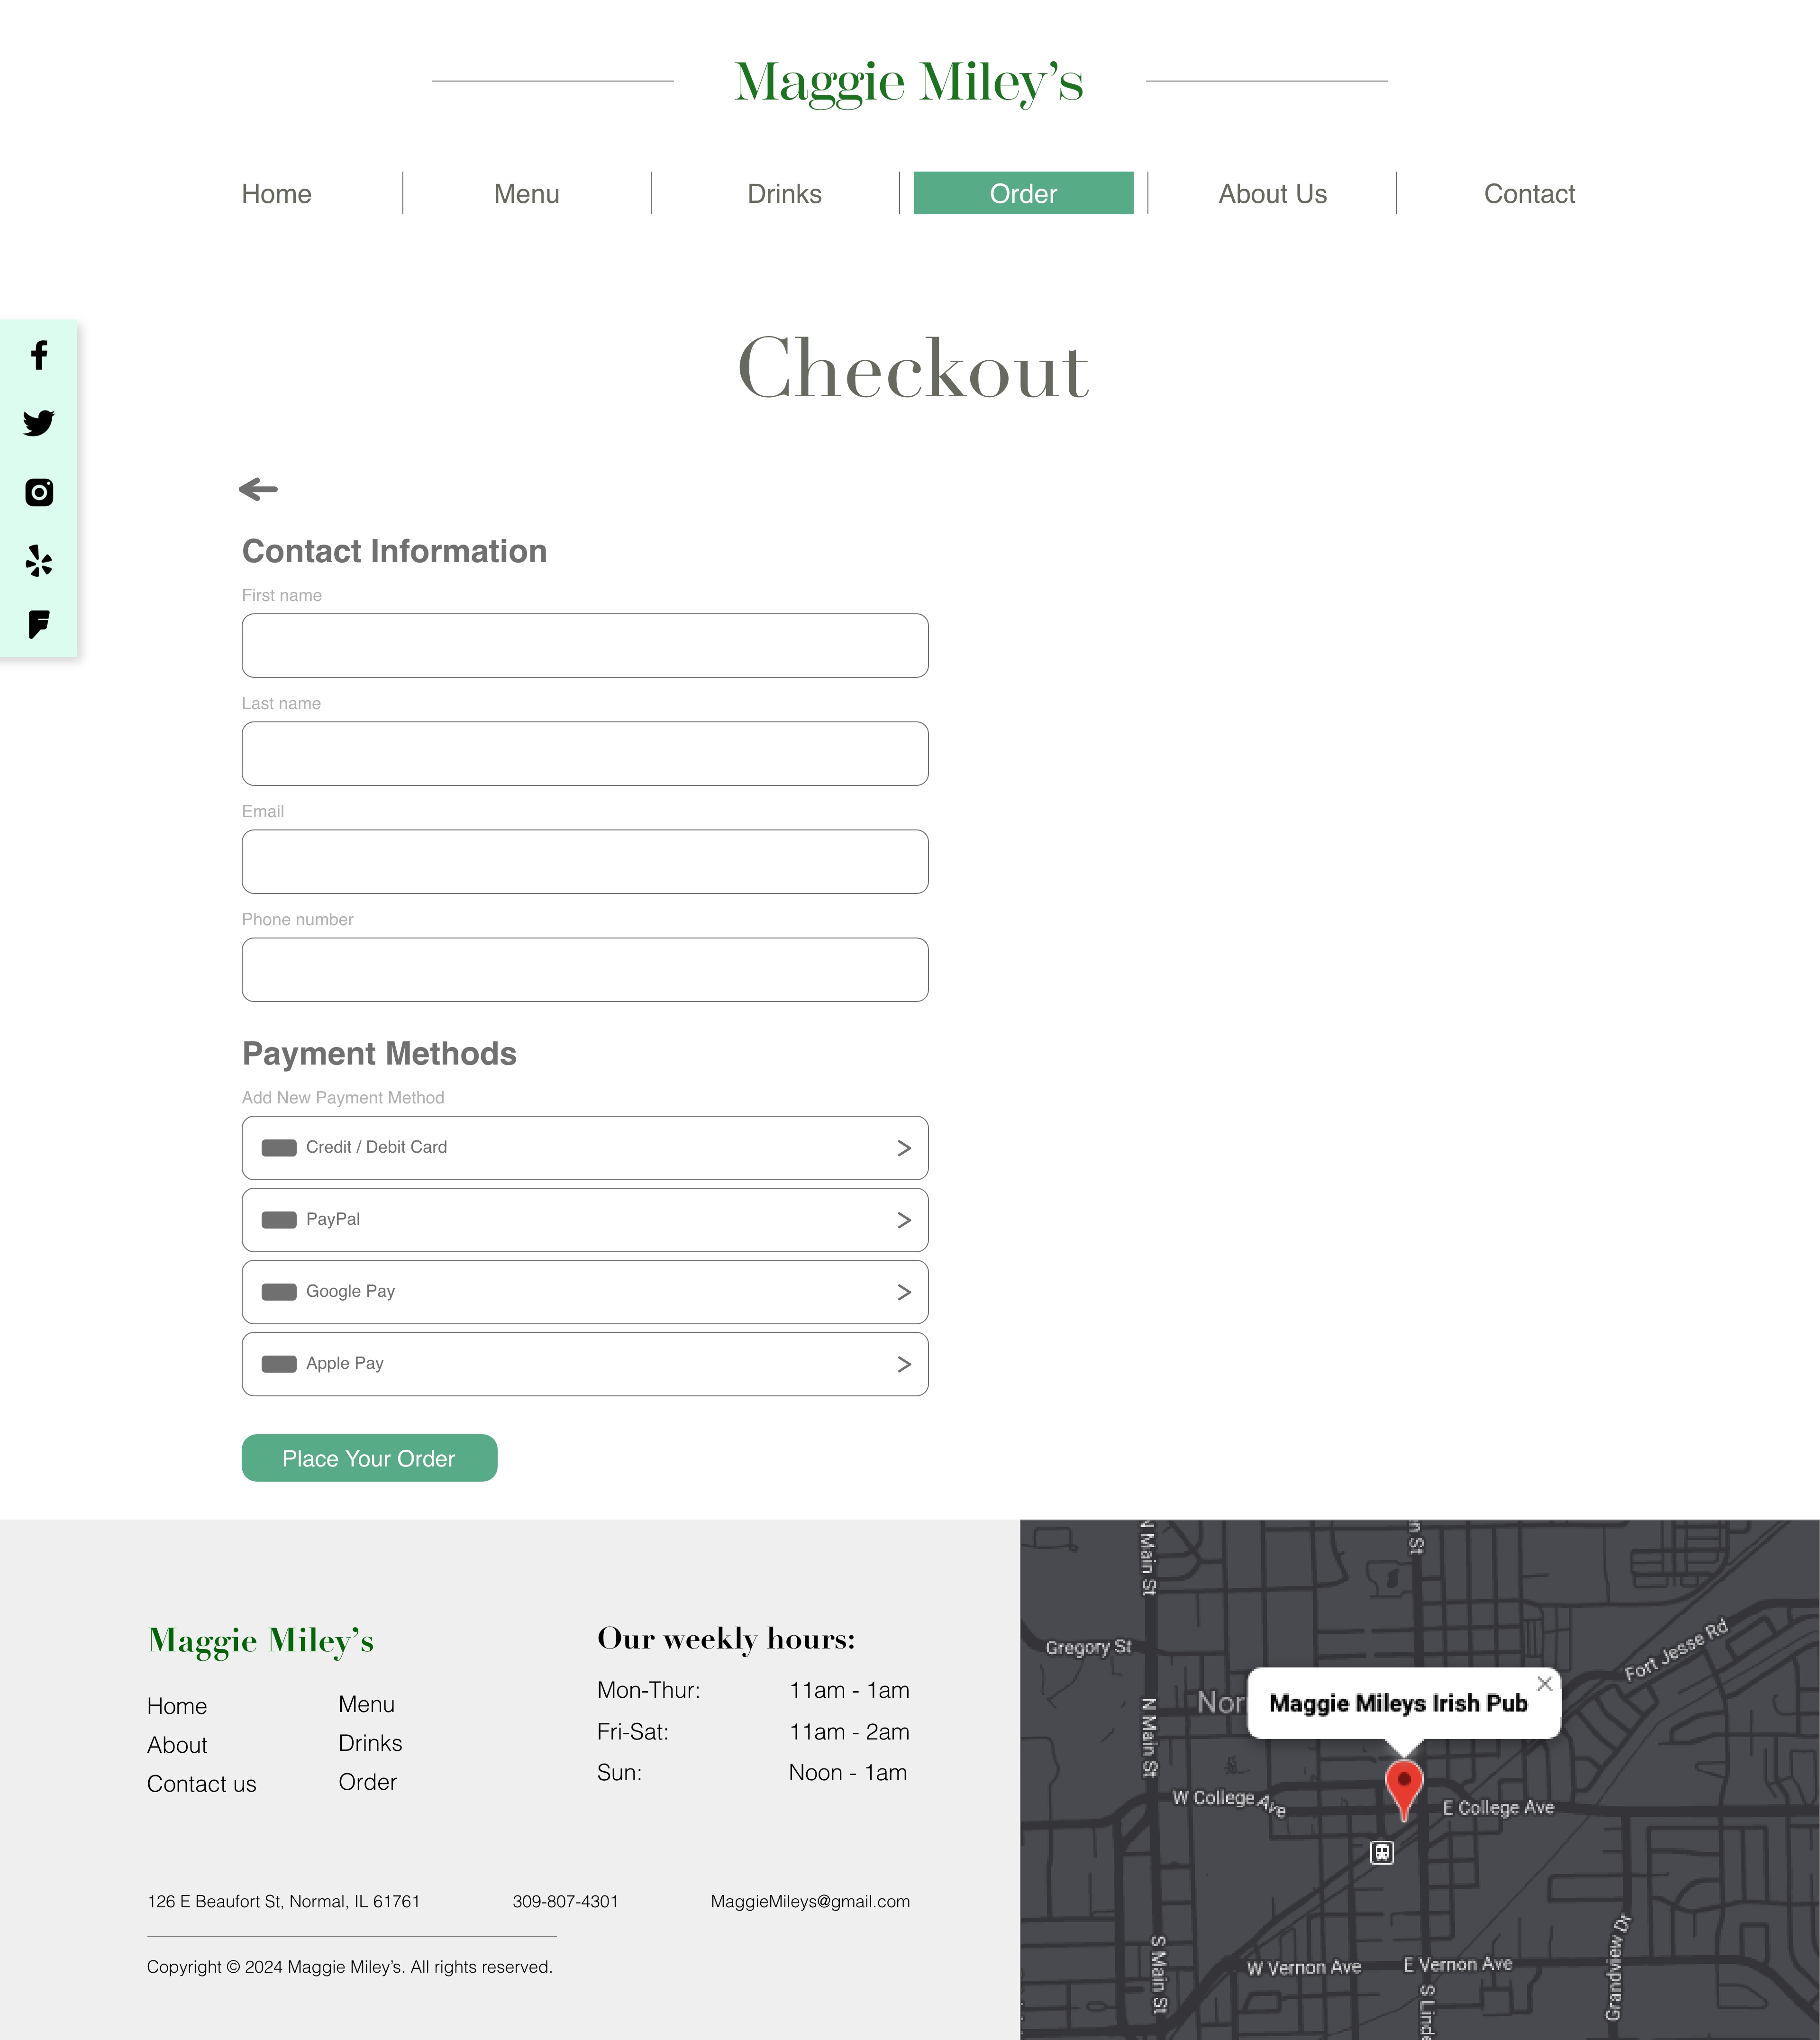 Maggie Miley’s
Home
Menu
Drinks
Order
About Us
Contact
Checkout
Contact Information
First name
Last name
Email
Phone number
Payment Methods
Add New Payment Method
Credit / Debit Card
PayPal
Google Pay
Apple Pay
Place Your Order
Maggie Miley’s
Home
About
Contact us
Menu
Drinks
Order
Our weekly hours:
Mon-Thur: 11am - 1am
Fri-Sat: 11am - 2am
Sun: Noon - 1am
126 E Beaufort St, Normal, IL 61761
309-807-4301
MaggieMileys@gmail.com
Copyright © 2024 Maggie Miley’s. All rights reserved.
N Main St
St
Gregory St
Fort Jesse Rd
Maggie Mileys Irish Pub
N Main St
W College Ave
E College Ave
S Main St
W Vernon Ave
E Vernon Ave
Grandview Dr
S